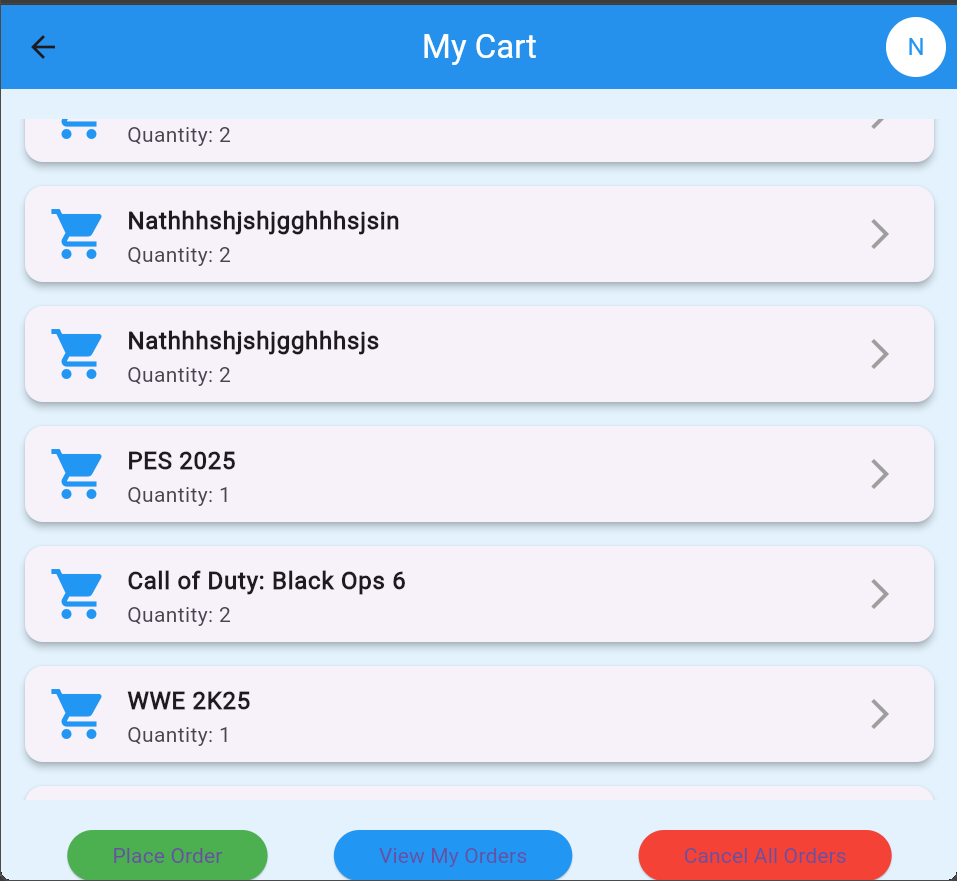 My Cart
N
Quantity: 2
Nathhhshjshjgghhhsjsin
Quantity: 2
Nathhhshjshjgghhhsjs
Quantity: 2
PES 2025
Quantity: 1
Call of Duty: Black Ops 6
Quantity: 2
WWE 2K25
Quantity: 1
Place Order
View My Orders
Cancel All Orders